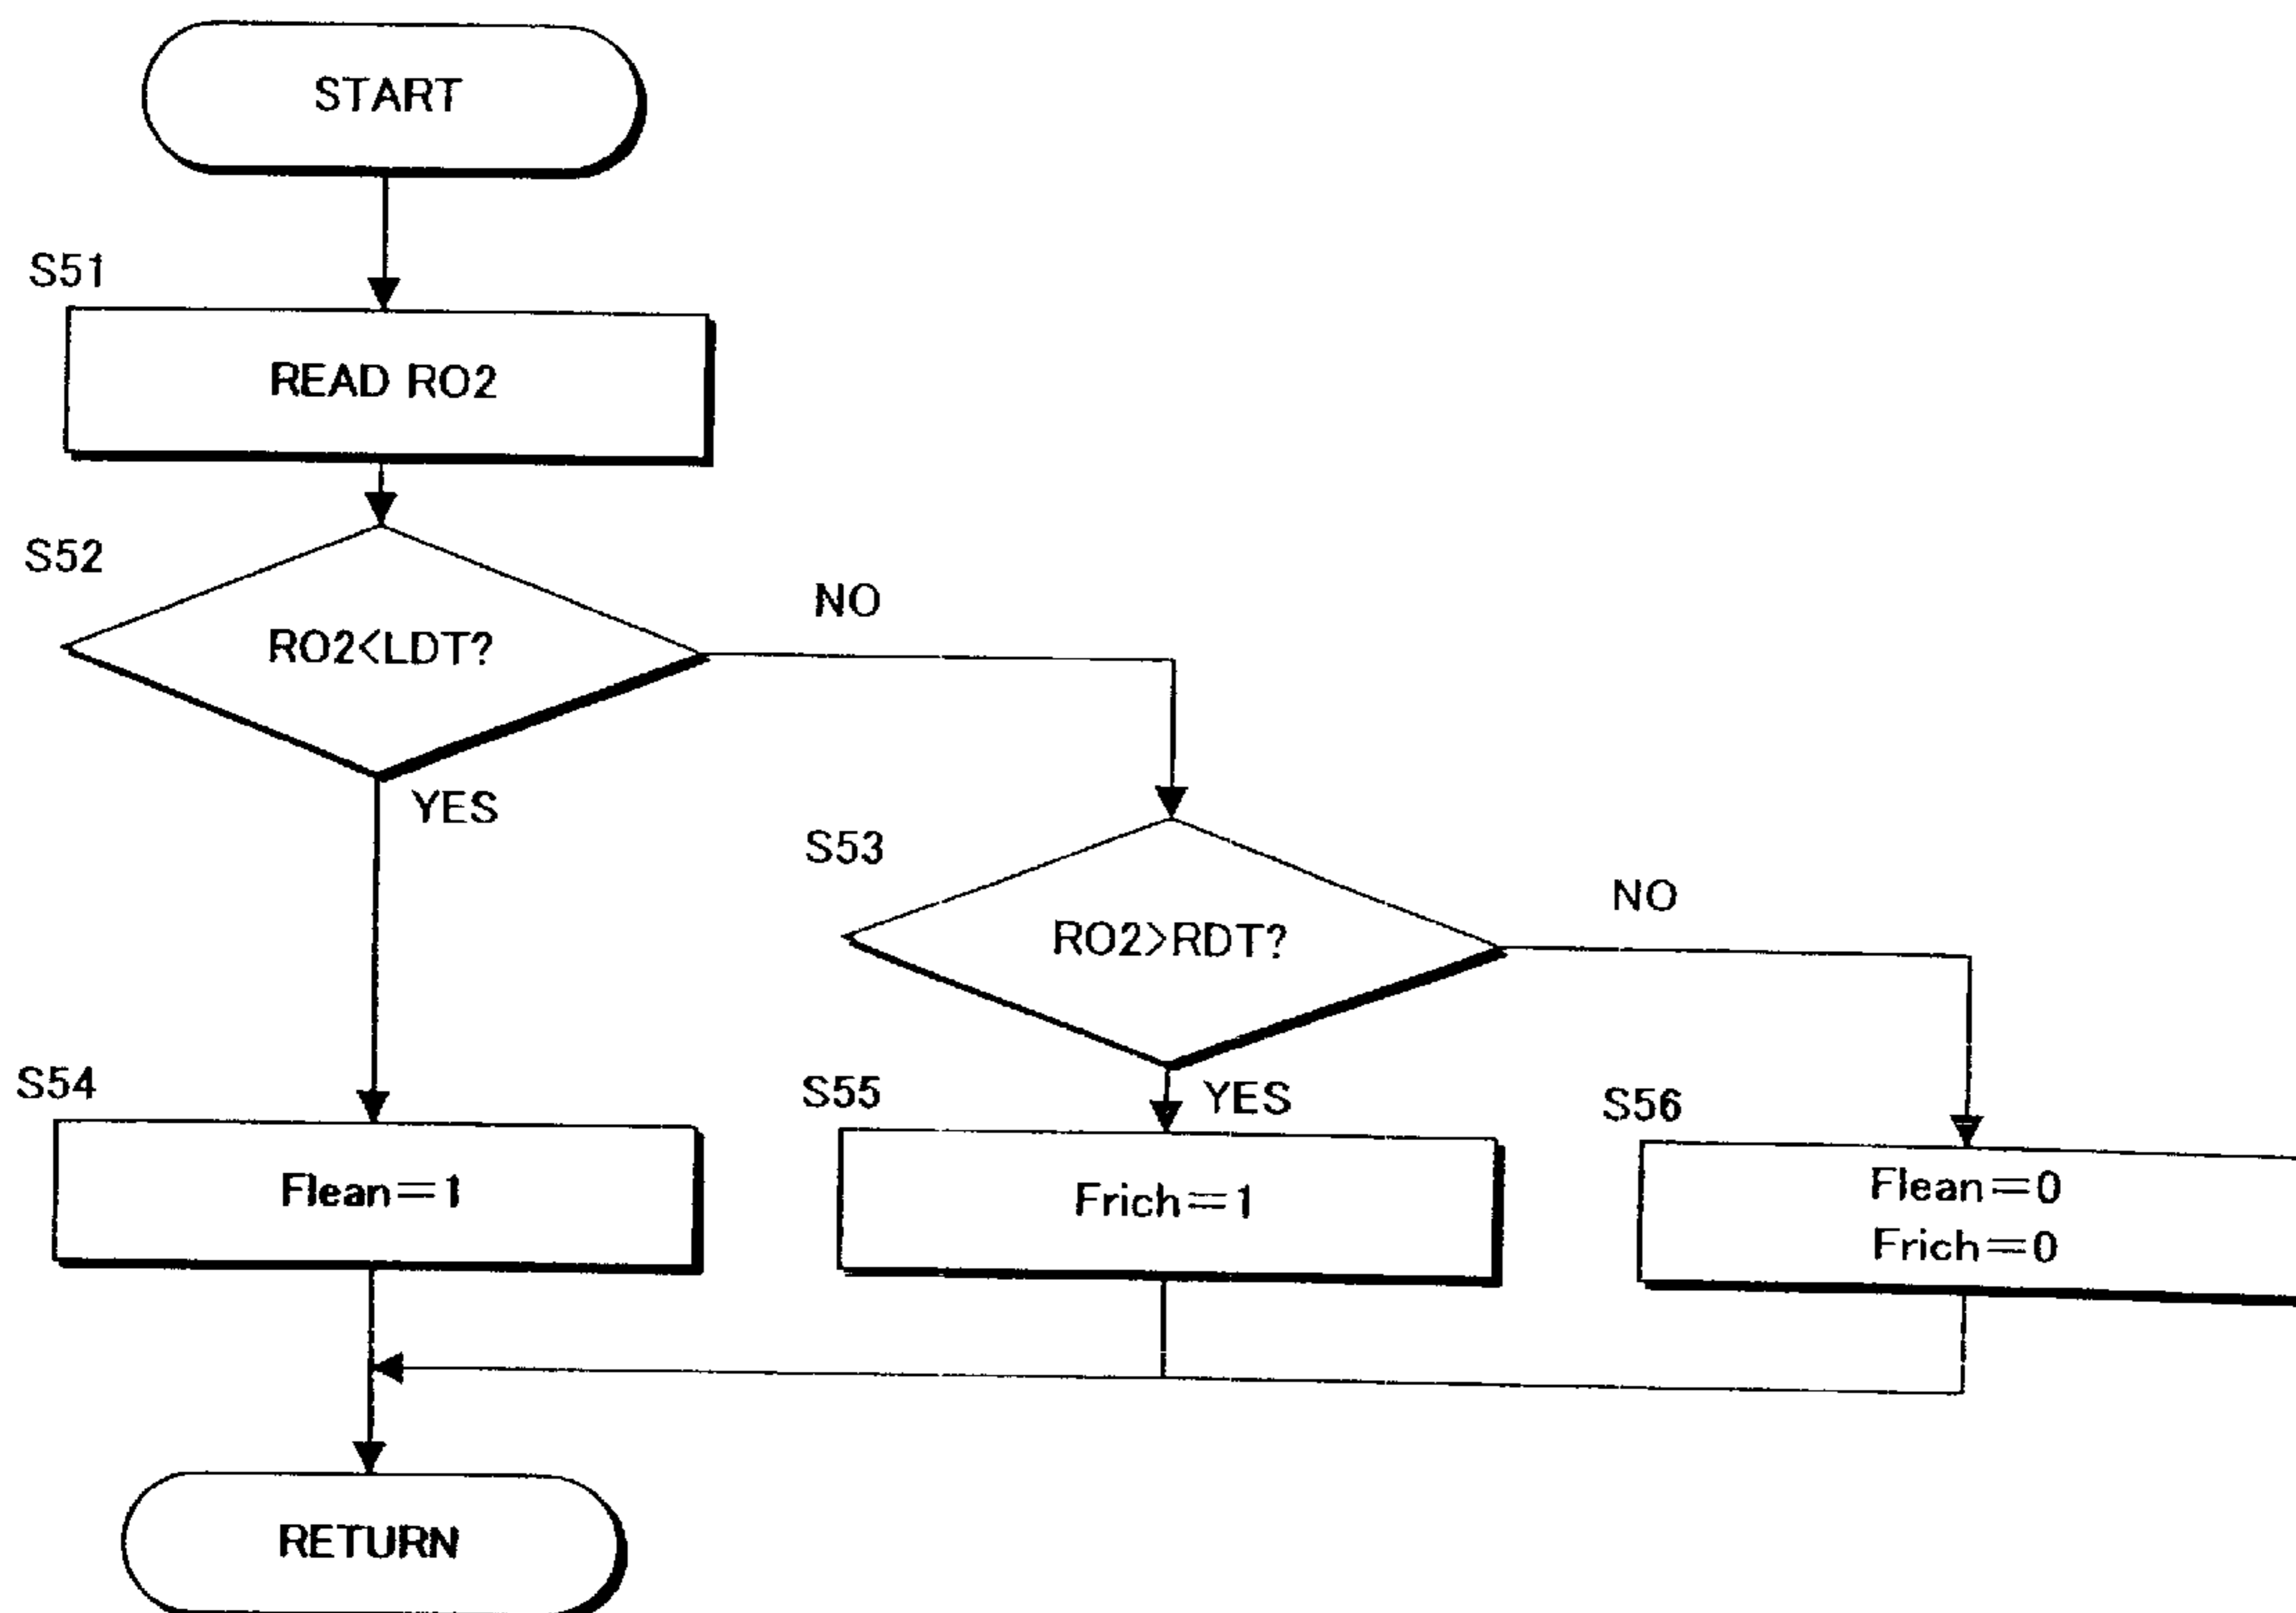 START
S51
READ RO2
S52
RO2<LDT?
NO
YES
S53
RO2>RDT?
NO
YES
S54
Flean=1
S55
Frich=1
S56
Flean=0
Frich=0
RETURN